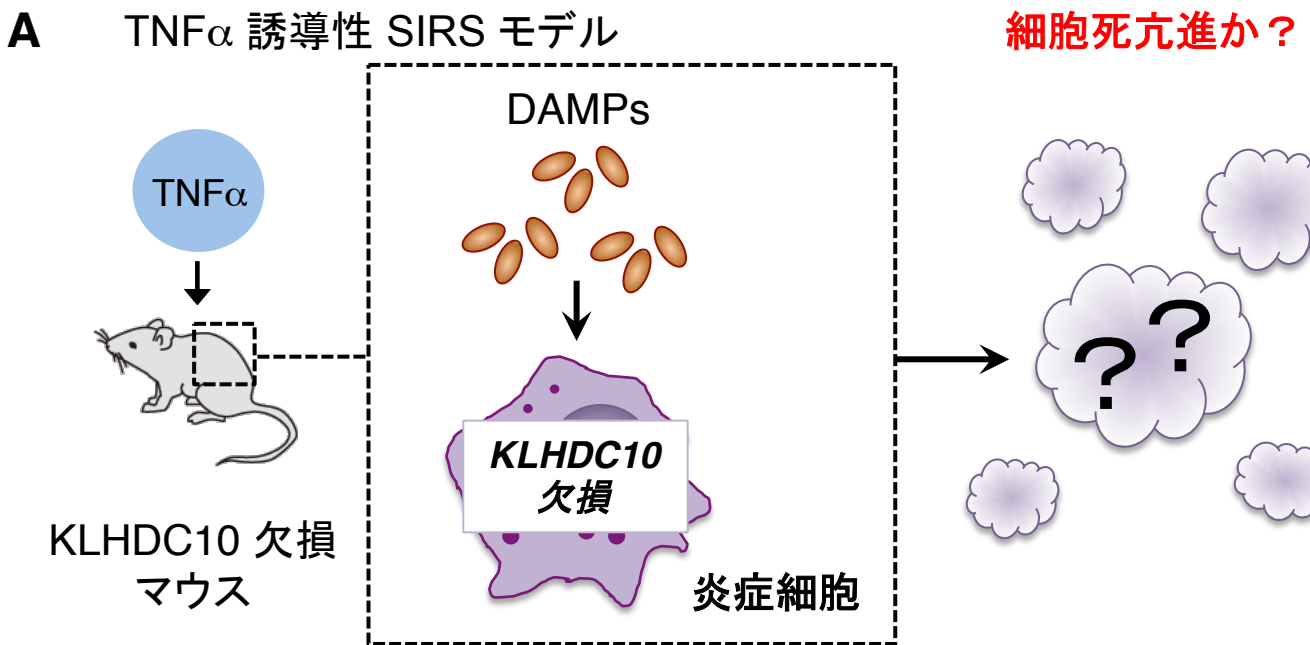 A TNFα 誘導性 SIRS モデル
細胞死亢進か？
DAMPs
TNFα
? ?
KLHDC10
欠損
KLHDC10 欠損
マウス
炎症細胞